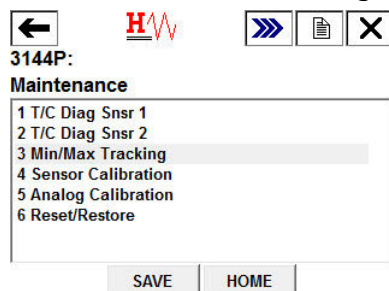 H
3144P:
Maintenance
1 T/C Diag Snsr 1
2 T/C Diag Snsr 2
3 Min/Max Tracking
4 Sensor Calibration
5 Analog Calibration
6 Reset/Restore
SAVE HOME